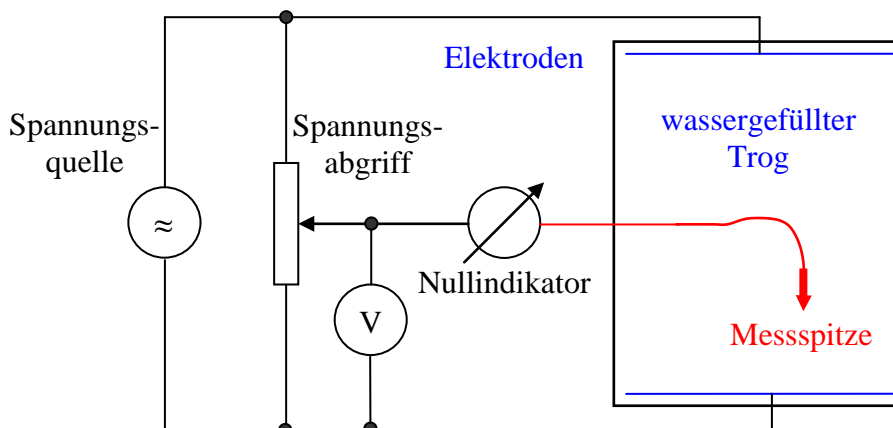 Elektroden
Spannungs-
quelle
Spannungs-
abgriff
wassergefüllter
Trog
≈
Nullindikator
V
Messspitze